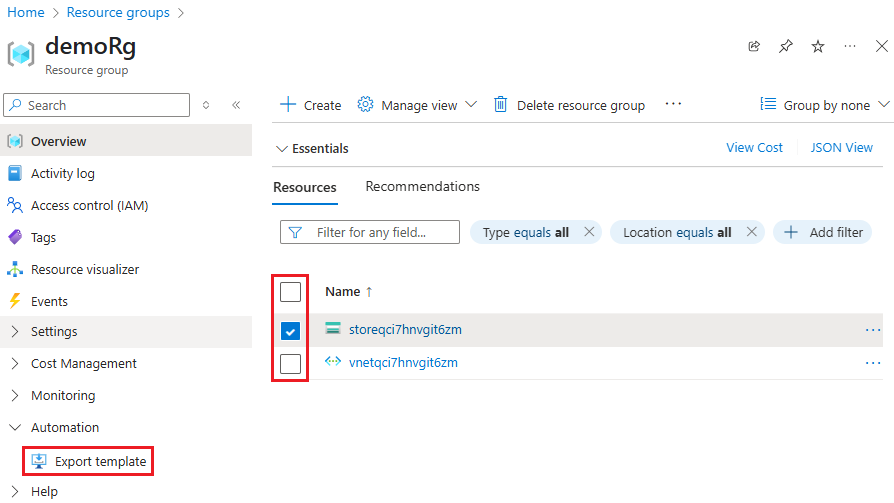 Home > Resource groups >
demoRg
Resource group
Search
Overview
Activity log
Access control (IAM)
Tags
Resource visualizer
Events
Settings
Cost Management
Monitoring
Automation
Export template
Help
Create Manage view Delete resource group ... Group by none
Essentials View Cost JSON View
Resources Recommendations
Filter for any field... Type equals all Location equals all Add filter
Name ↑
storeqci7hnvgit6zm ...
vnetqci7hnvgit6zm ...